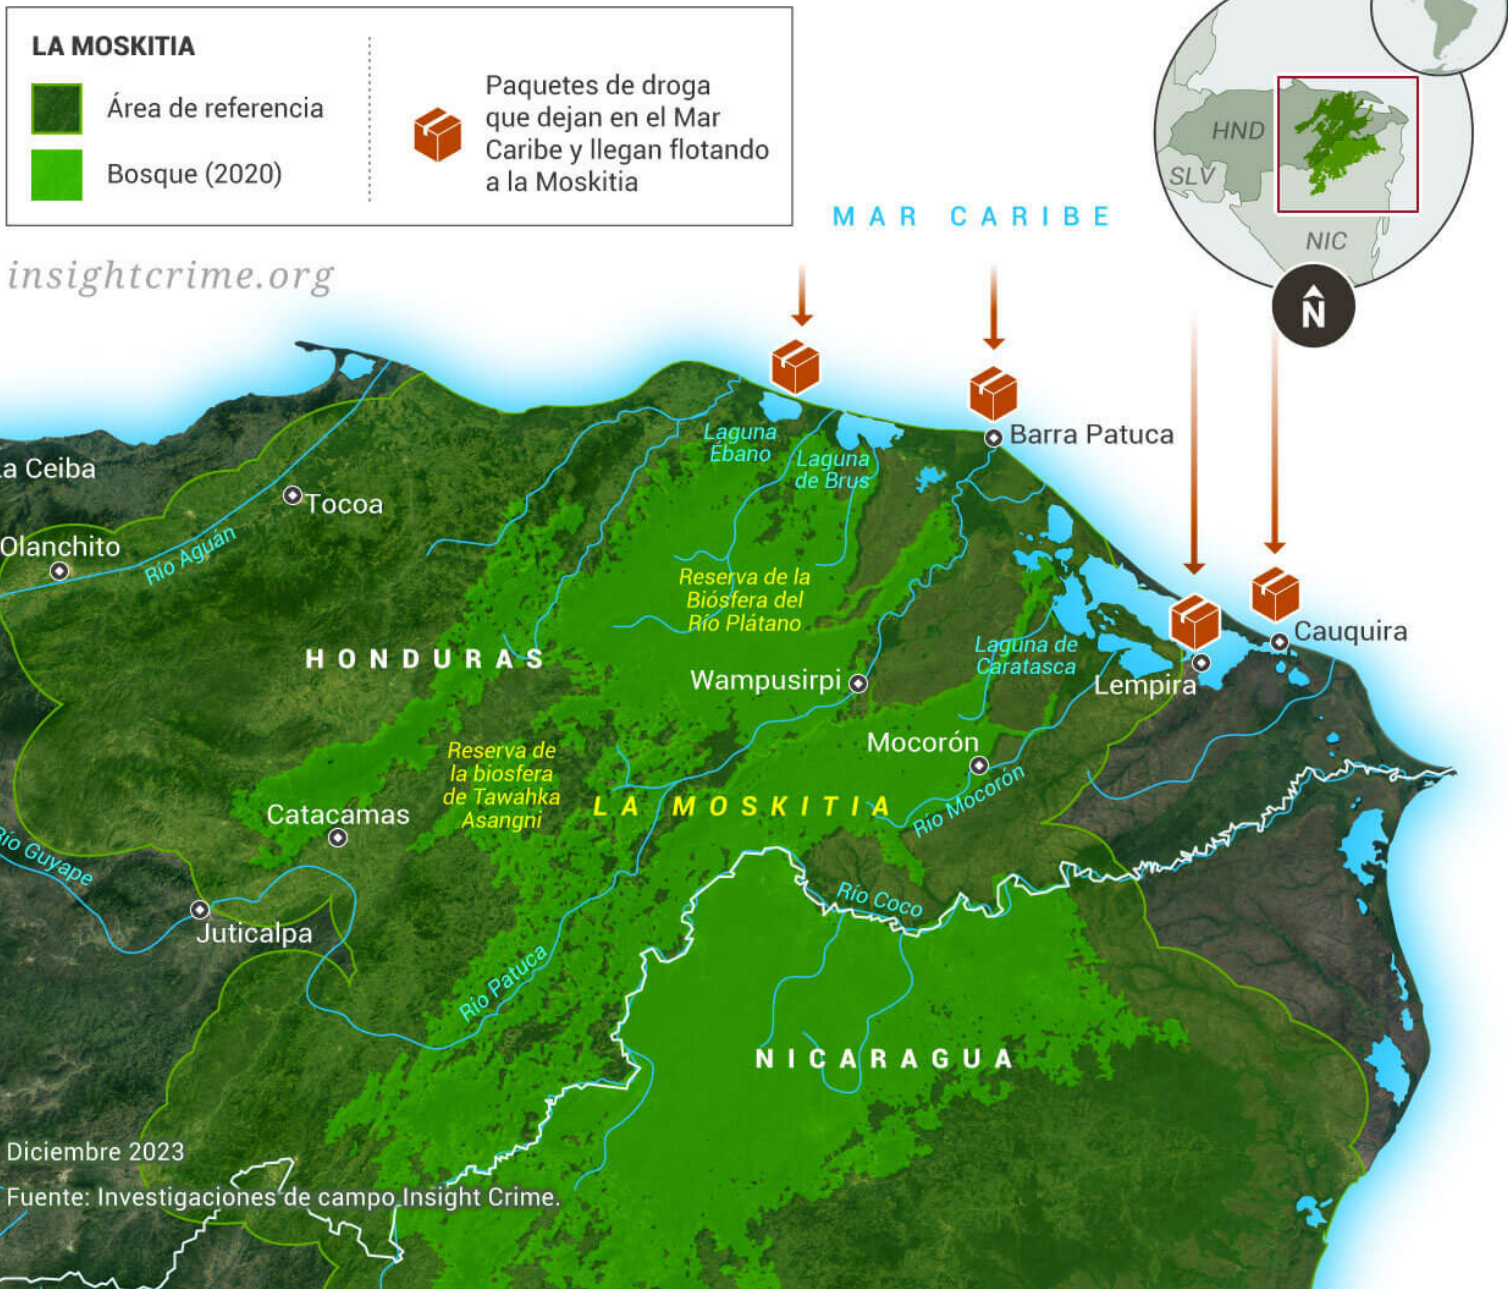 LA MOSKITIA
Área de referencia
Bosque (2020)
Paquetes de droga
que dejan en el Mar
Caribe y llegan flotando
a la Moskitia
HND
SLV
NIC
N
MAR CARIBE
insightcrime.org
Barra Patuca
Laguna
Ébano
Laguna
de Brus
La Ceiba
Tocoa
Olanchito
Río Aguán
Reserva de la
Biósfera del
Río Plátano
Cauquira
Laguna de
Caratasca
HONDURAS
Wampusirpi
Lempira
Mocorón
Reserva de
la biosfera
de Tawahka
Asangni
LA MOSKITIA
Río Mocorón
Catacamas
Río Guyape
Río Coco
Juticalpa
Río Patuca
NICARAGUA
Diciembre 2023
Fuente: Investigaciones de campo Insight Crime.